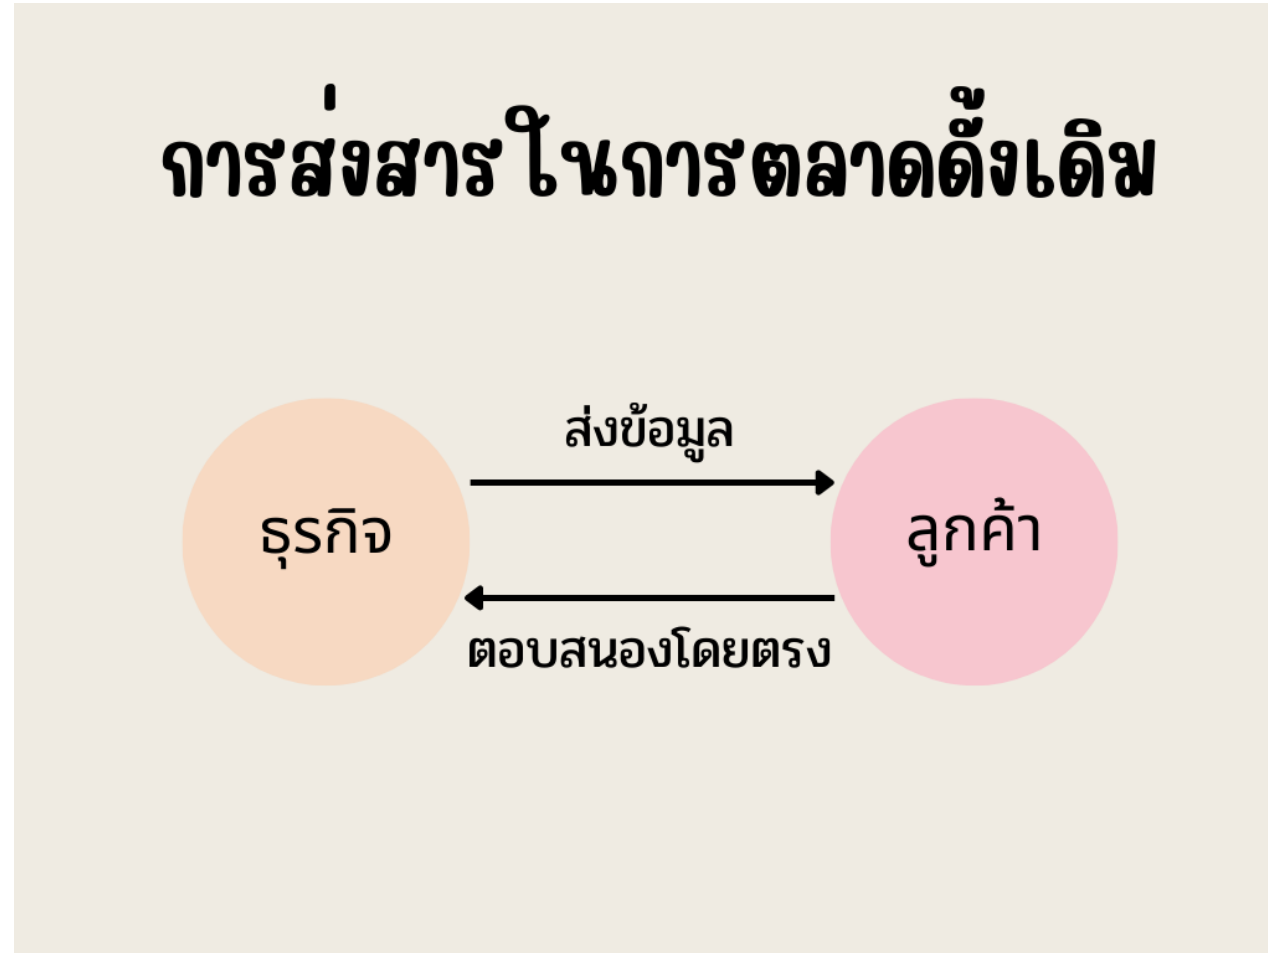 การส่งสารในการตลาดดั้งเดิม
ส่งข้อมูล
ธุรกิจ
ลูกค้า
ตอบสนองโดยตรง